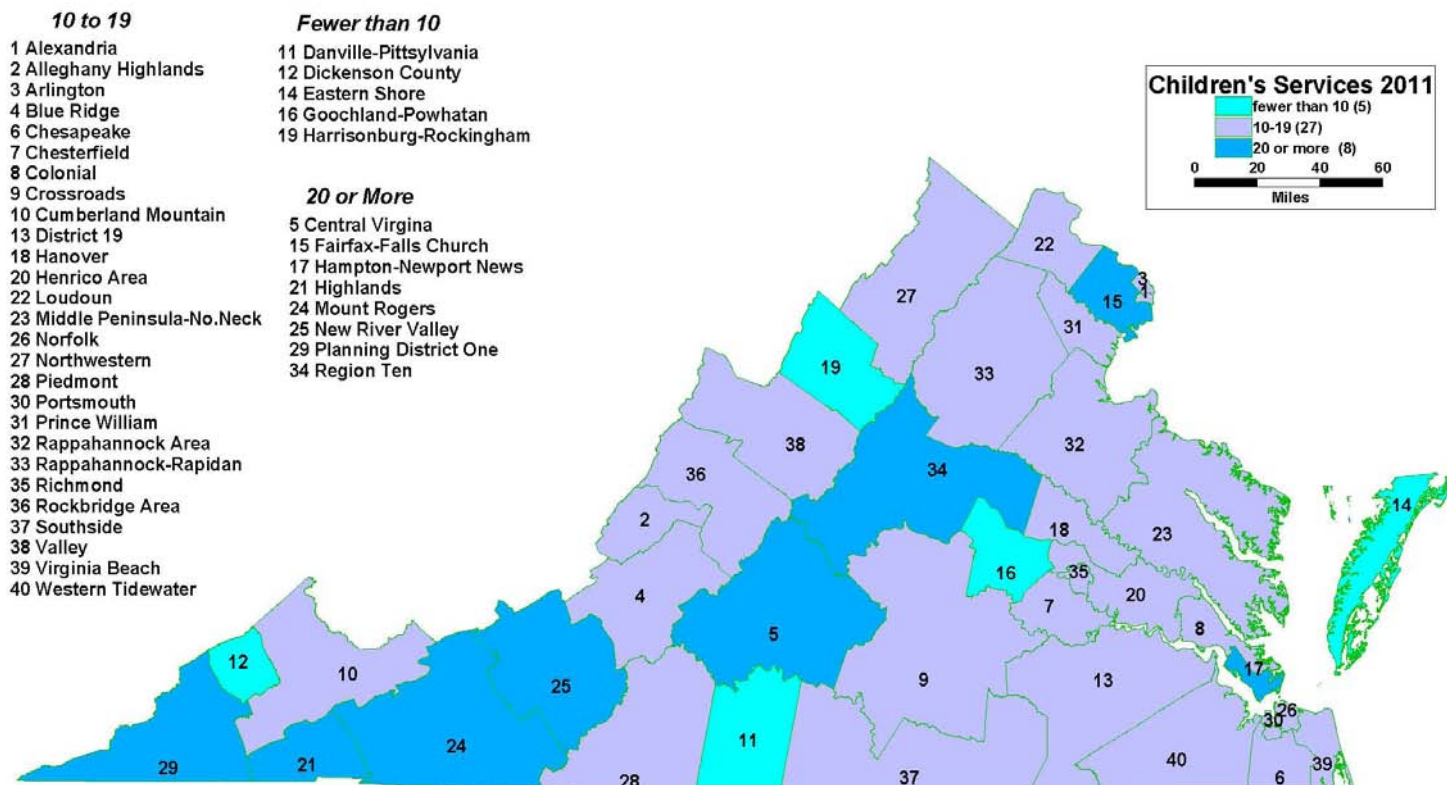 10 to 19
1 Alexandria
2 Alleghany Highlands
3 Arlington
4 Blue Ridge
6 Chesapeake
7 Chesterfield
8 Colonial
9 Crossroads
10 Cumberland Mountain
13 District 19
18 Hanover
20 Henrico Area
22 Loudoun
23 Middle Peninsula-No.Neck
26 Norfolk
27 Northwestern
28 Piedmont
30 Portsmouth
31 Prince William
32 Rappahannock Area
33 Rappahannock-Rapidan
35 Richmond
36 Rockbridge Area
37 Southside
38 Valley
39 Virginia Beach
40 Western Tidewater
Fewer than 10
11 Danville-Pittsylvania
12 Dickenson County
14 Eastern Shore
16 Goochland-Powhatan
19 Harrisonburg-Rockingham
20 or More
5 Central Virgina
15 Fairfax-Falls Church
17 Hampton-Newport News
21 Highlands
24 Mount Rogers
25 New River Valley
29 Planning District One
34 Region Ten
Children's Services 2011
fewer than 10 (5)
10-19 (27)
20 or more (8)
0 20 40 60
Miles
22
3
1
15
27
31
19
33
38
32
34
36
14
2
18
23
16
35
4
7
20
5
8
12
10
17
25
9
13
26
30
11
24
29
21
28
37
40
6
39